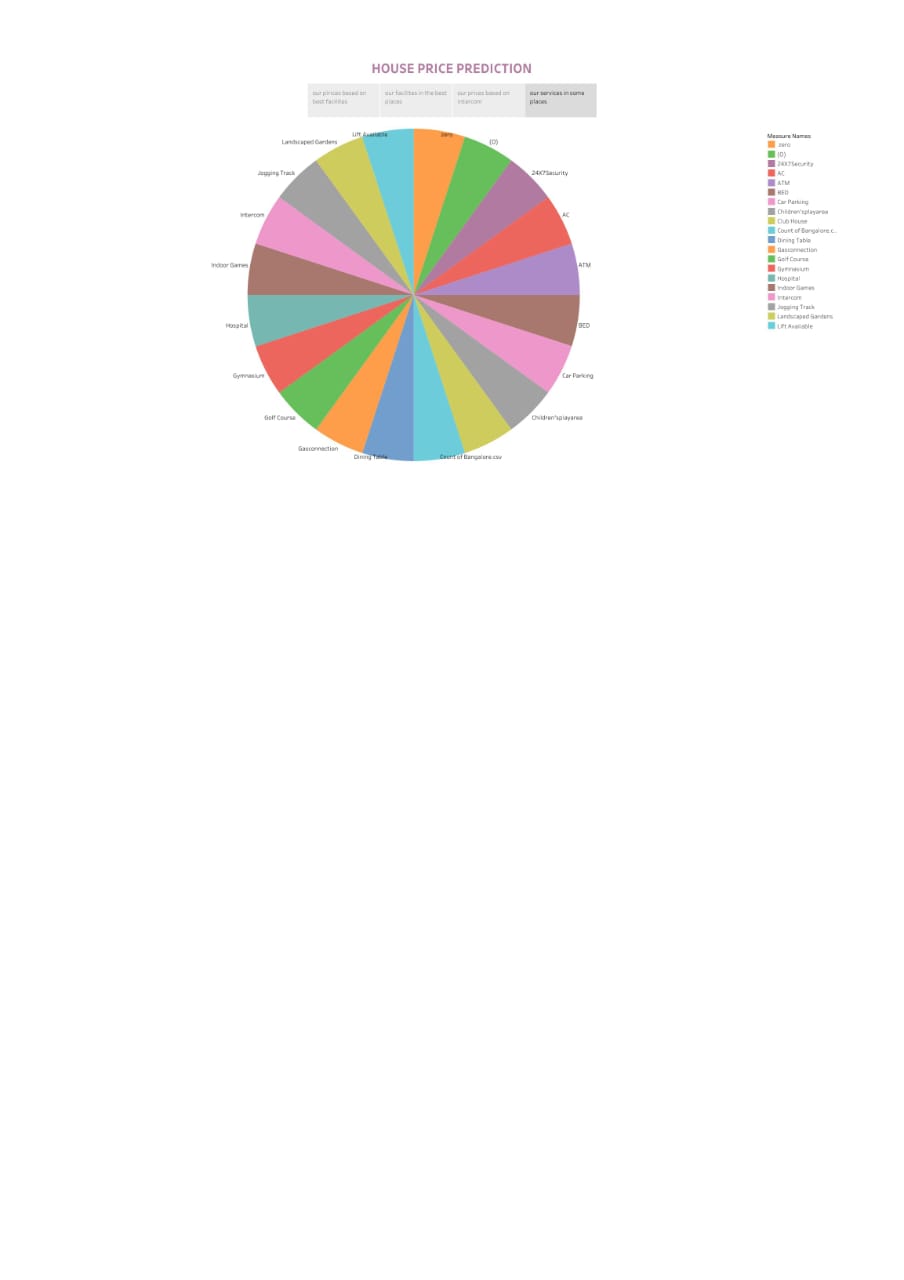 HOUSE PRICE PREDICTION
our prices based on
best facilites
our facilities in the best
places
our prices based on
intercom
our services in some
places
Lift Available
zero
Landscaped Gardens
(O)
Jogging Track
24X7Security
Intercom
AC
Indoor Games
ATM
Hospital
BED
Gymnasium
Car Parking
Golf Course
Children'splayarea
Gasconnection
Dining Table
Count of Bangalore.csv
Measure Names
zero
(O)
24X7Security
AC
ATM
BED
Car Parking
Children'splayarea
Club House
Count of Bangalore.c..
Dining Table
Gasconnection
Golf Course
Gymnasium
Hospital
Indoor Games
Intercom
Jogging Track
Landscaped Gardens
Lift Available